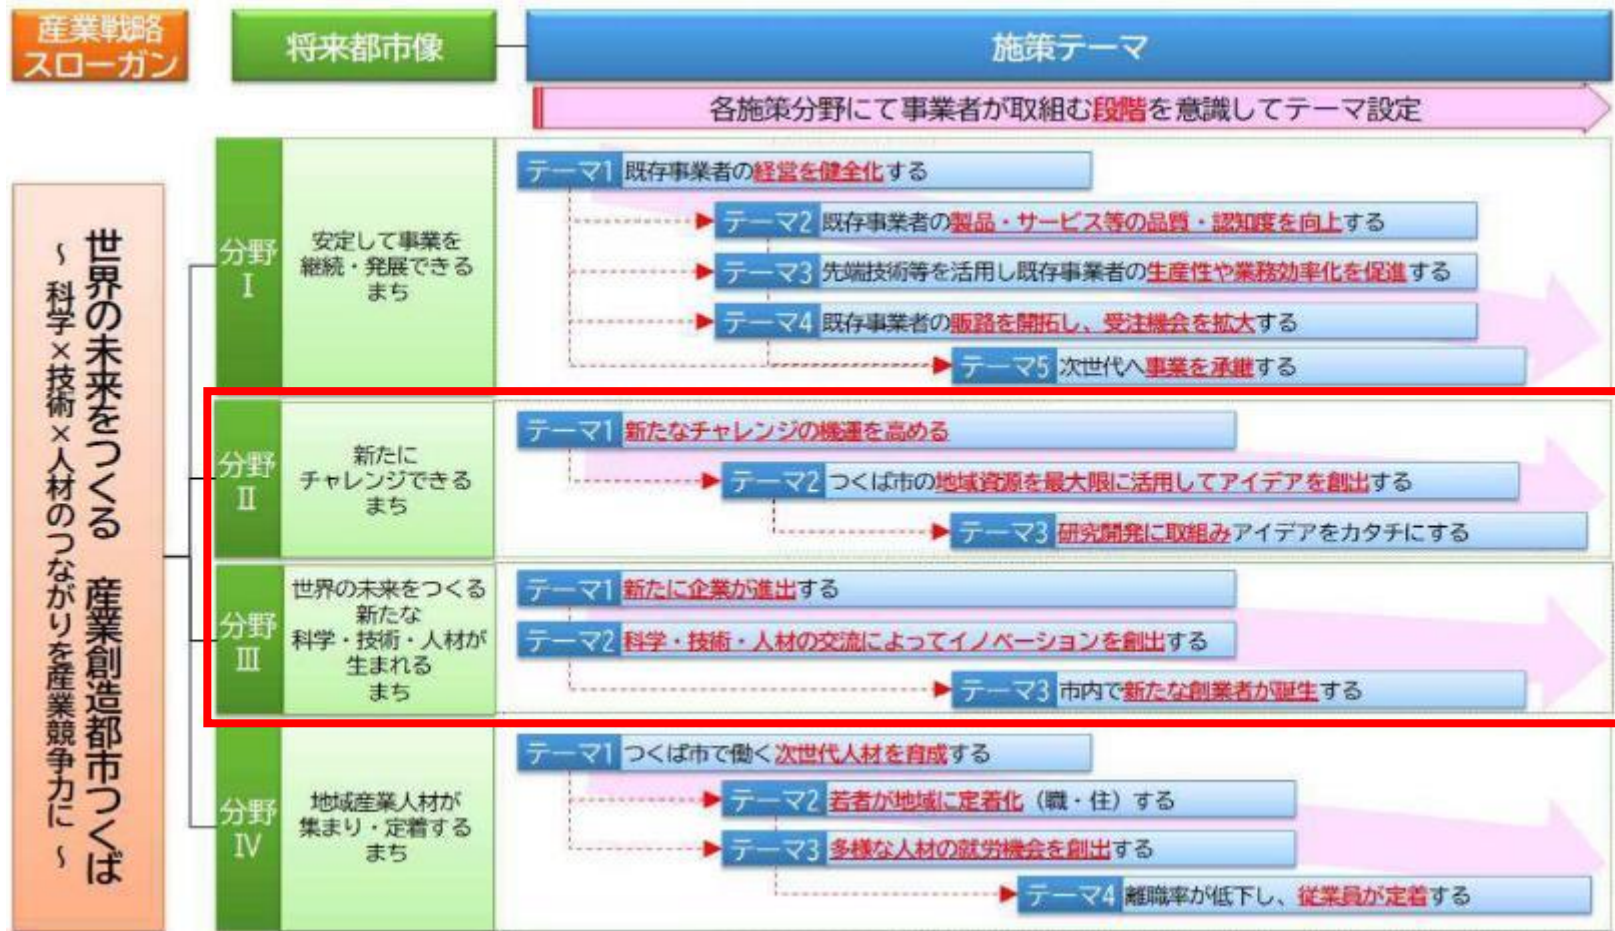 産業戦略
スローガン
将来都市像
施策テーマ
各施策分野にて事業者が取組む段階を意識してテーマ設定
世界の未来をつくる 産業創造都市つくば
~ 科学×技術×人材のつながりを産業競争力に ~
分野
I
安定して事業を
継続・発展できる
まち
テーマ1 既存事業者の経営を健全化する
テーマ2 既存事業者の製品・サービス等の品質・認知度を向上する
テーマ3 先端技術等を活用し既存事業者の生産性や業務効率化を促進する
テーマ4 既存事業者の販路を開拓し、受注機会を拡大する
テーマ5 次世代へ事業を承継する
分野
II
新たに
チャレンジできる
まち
テーマ1 新たなチャレンジの機運を高める
テーマ2 つくば市の地域資源を最大限に活用してアイデアを創出する
テーマ3 研究開発に取組みアイデアをカタチにする
分野
III
世界の未来をつくる
新たな
科学・技術・人材が
生まれる
まち
テーマ1 新たに企業が進出する
テーマ2 科学・技術・人材の交流によってイノベーションを創出する
テーマ3 市内で新たな創業者が誕生する
分野
IV
地域産業人材が
集まり・定着する
まち
テーマ1 つくば市で働く次世代人材を育成する
テーマ2 若者が地域に定着化（職・住）する
テーマ3 多様な人材の就労機会を創出する
テーマ4 離職率が低下し、従業員が定着する